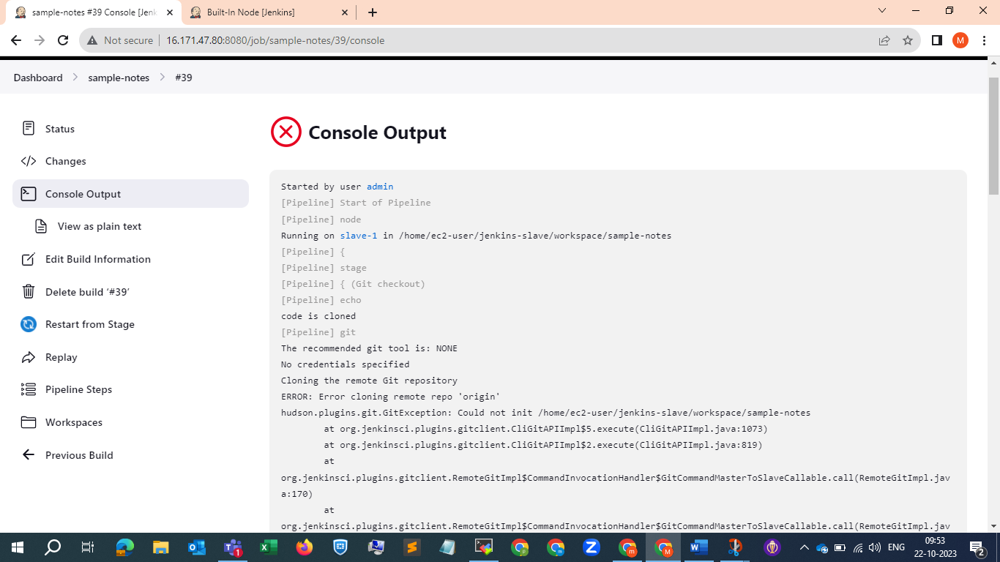 sample-notes #39 Console [Jenk
Built-In Node [Jenkins]
Not secure
16.171.47.80:8080/job/sample-notes/39/console
M
Dashboard
sample-notes
#39
Status
Changes
Console Output
View as plain text
Edit Build Information
Delete build ‘#39’
Restart from Stage
Replay
Pipeline Steps
Workspaces
Previous Build
Console Output
Started by user admin
[Pipeline] Start of Pipeline
[Pipeline] node
Running on slave-1 in /home/ec2-user/jenkins-slave/workspace/sample-notes
[Pipeline] {
[Pipeline] stage
[Pipeline] { (Git checkout)
[Pipeline] echo
code is cloned
[Pipeline] git
The recommended git tool is: NONE
No credentials specified
Cloning the remote Git repository
ERROR: Error cloning remote repo 'origin'
hudson.plugins.git.GitException: Could not init /home/ec2-user/jenkins-slave/workspace/sample-notes
at org.jenkinsci.plugins.gitclient.CliGitAPIImpl$5.execute(CliGitAPIImpl.java:1073)
at org.jenkinsci.plugins.gitclient.CliGitAPIImpl$2.execute(CliGitAPIImpl.java:819)
at
org.jenkinsci.plugins.gitclient.RemoteGitImpl$CommandInvocationHandler$GitCommandMasterToSlaveCallable.call(RemoteGitImpl.jav
a:170)
at
org.jenkinsci.plugins.gitclient.RemoteGitImpl$CommandInvocationHandler$GitCommandMasterToSlaveCallable.call(RemoteGitImpl.jav
ENG
09:53
22-10-2023
2